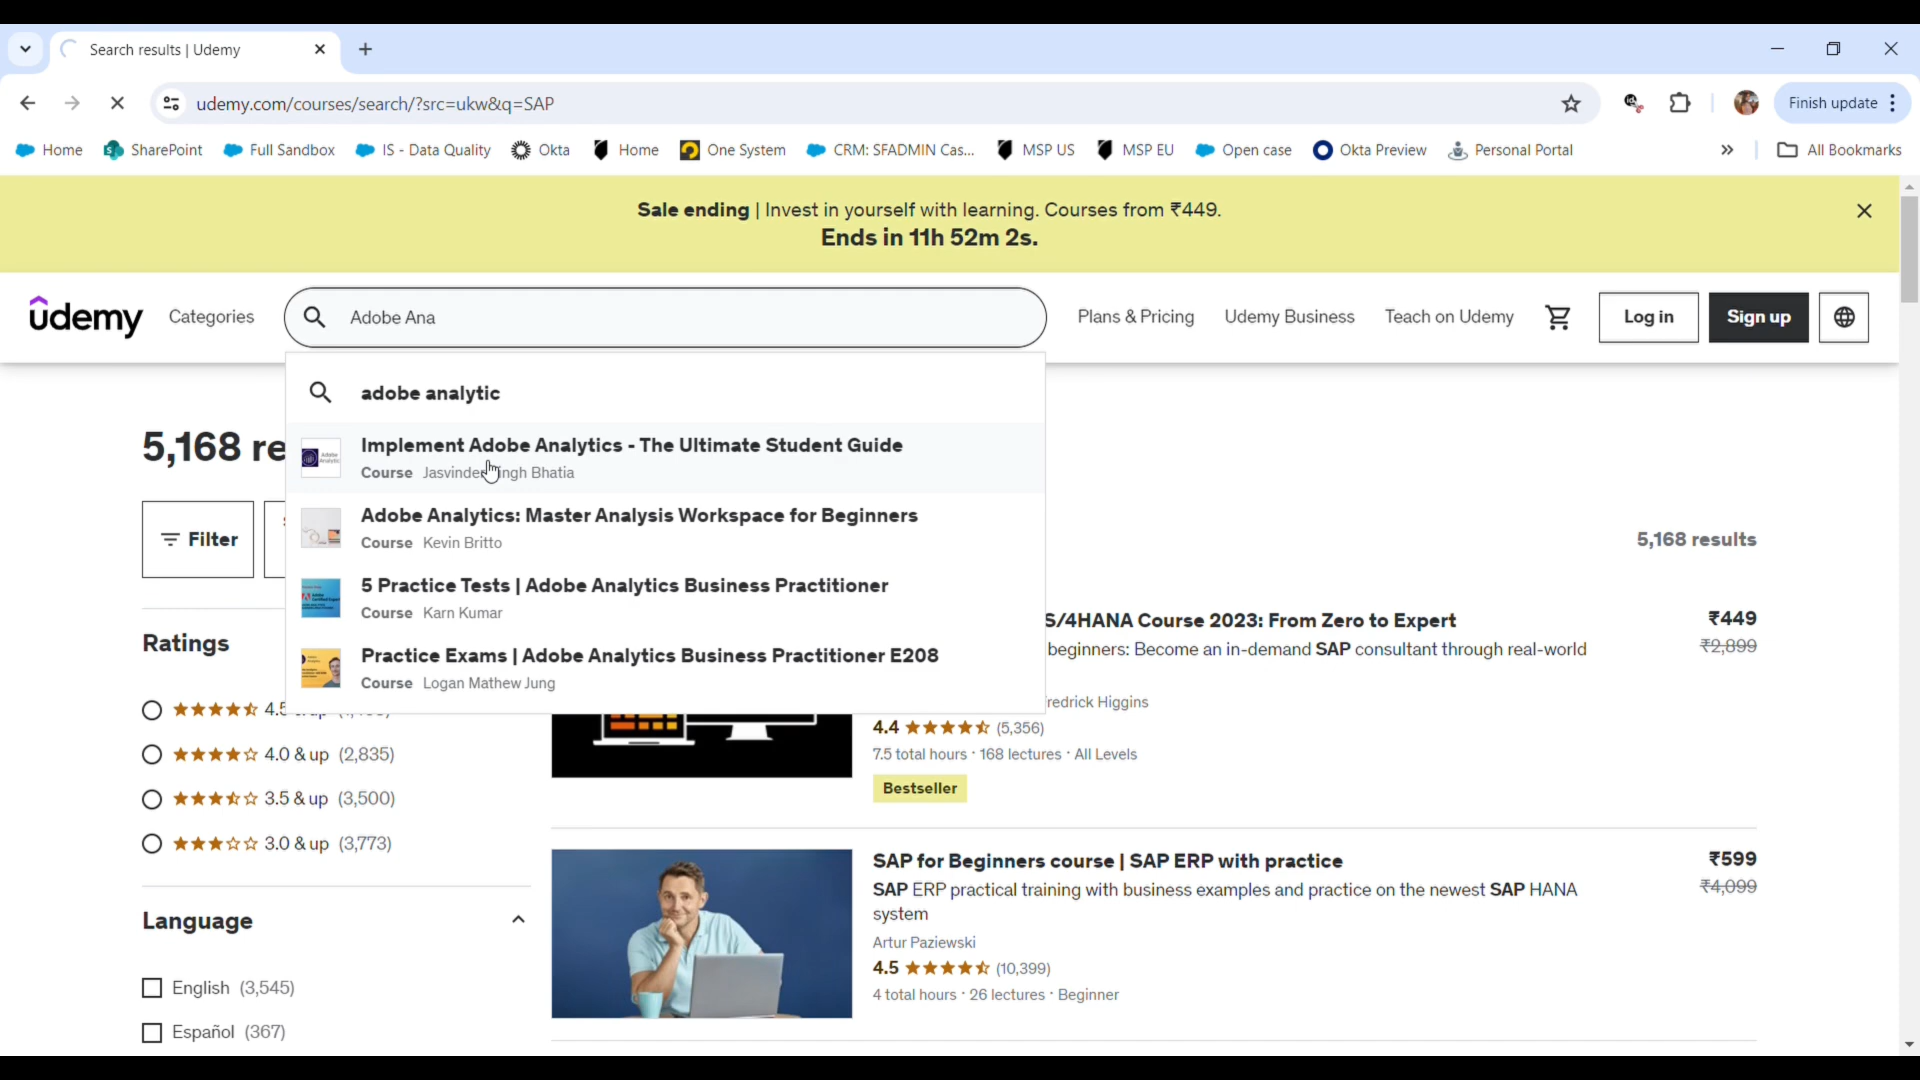 Search results | Udemy
udemy.com/courses/search/?src=ukw&q=SAP
Finish update
Home SharePoint Full Sandbox IS - Data Quality Okta Home One System CRM: SFADMIN Cas... MSP US MSP EU Open case Okta Preview Personal Portal » All Bookmarks
Sale ending | Invest in yourself with learning. Courses from ₹449.
Ends in 11h 52m 2s.
udemy Categories Adobe Ana Plans & Pricing Udemy Business Teach on Udemy Log in Sign up
adobe analytic
5,168 re
Implement Adobe Analytics - The Ultimate Student Guide
Course Jasvinder Singh Bhatia
Adobe Analytics: Master Analysis Workspace for Beginners
Course Kevin Britto
Filter
5,168 results
5 Practice Tests | Adobe Analytics Business Practitioner
Course Karn Kumar
S/4HANA Course 2023: From Zero to Expert ₹449
Ratings
beginners: Become an in-demand SAP consultant through real-world ₹2,899
Practice Exams | Adobe Analytics Business Practitioner E208
Course Logan Mathew Jung
redrick Higgins
4.5
4.4 (5,356)
4.0 & up (2,835)
7.5 total hours · 168 lectures · All Levels
Bestseller
3.5 & up (3,500)
3.0 & up (3,773)
SAP for Beginners course | SAP ERP with practice ₹599
SAP ERP practical training with business examples and practice on the newest SAP HANA ₹4,099
system
Language
Artur Paziewski
4.5 (10,399)
4 total hours · 26 lectures · Beginner
English (3,545)
Español (367)